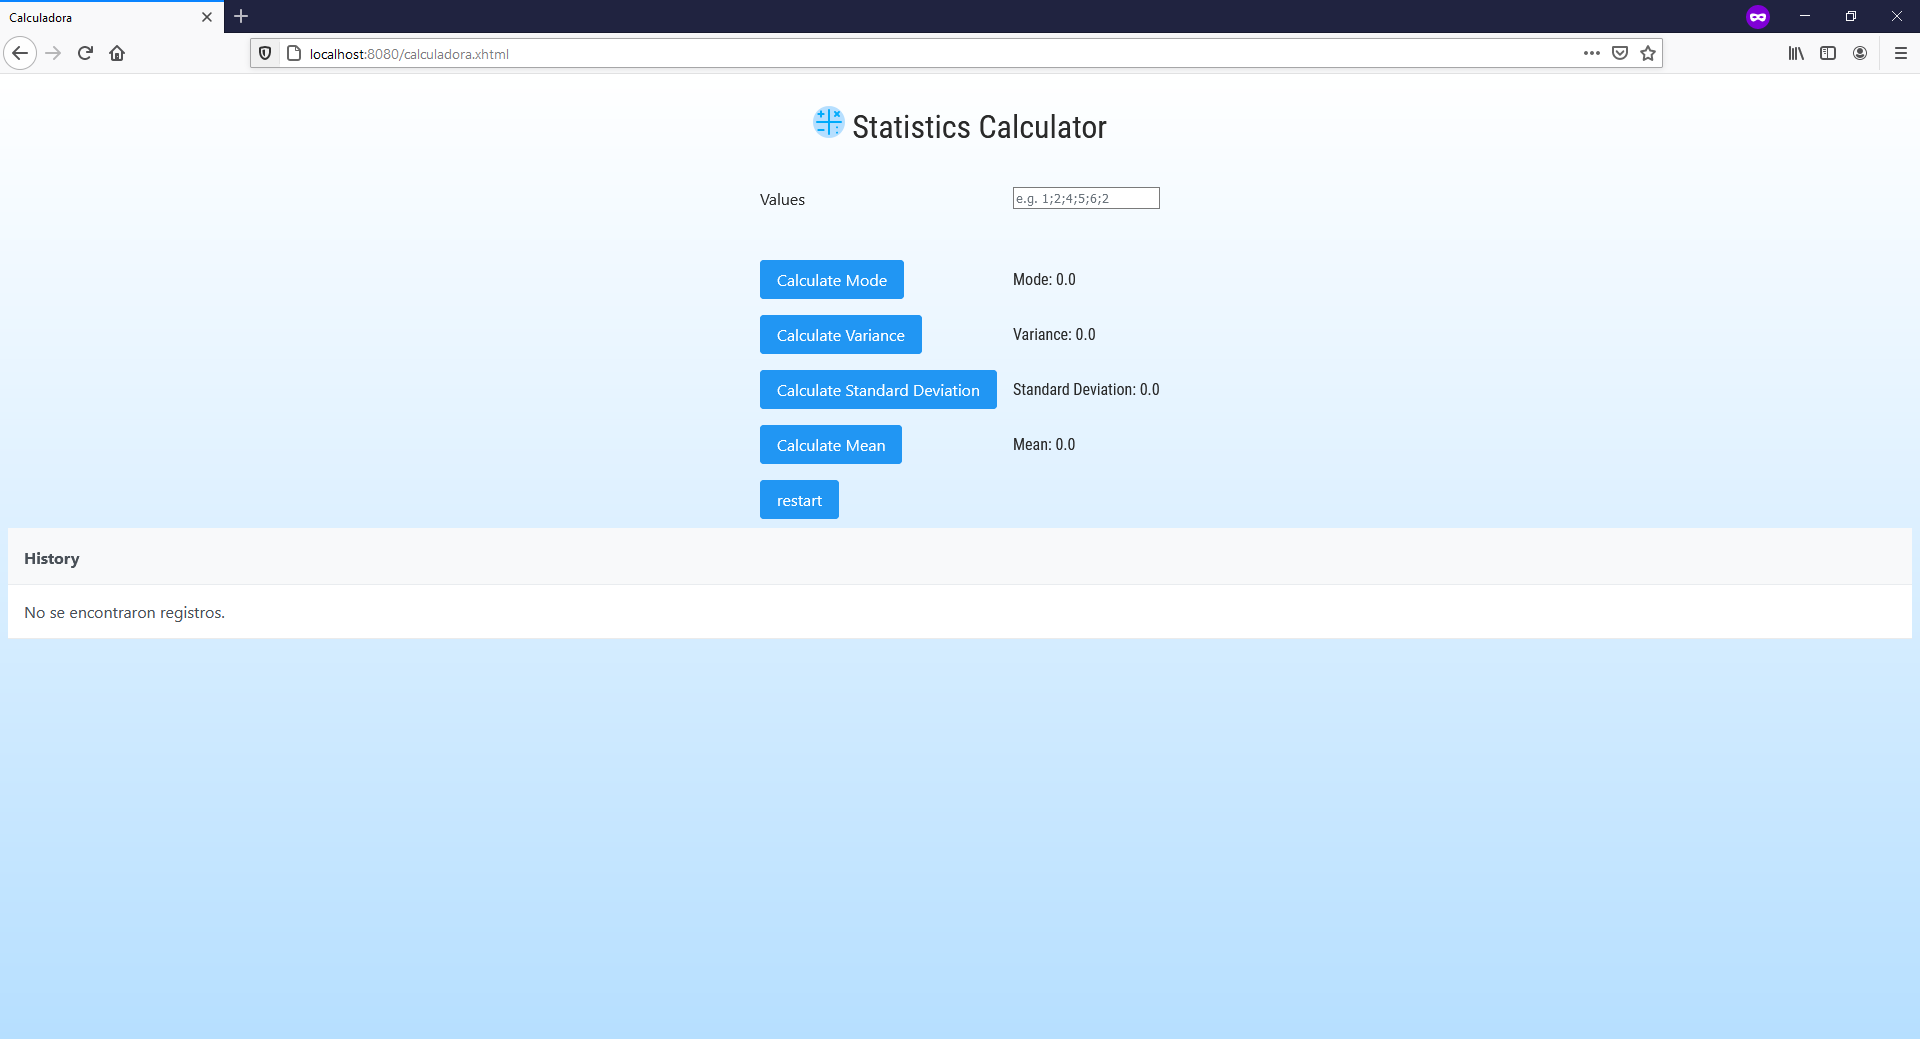 Calculadora
localhost:8080/calculadora.xhtml
Statistics Calculator
Values
e.g. 1;2;4;5;6;2
Calculate Mode
Mode: 0.0
Calculate Variance
Variance: 0.0
Calculate Standard Deviation
Standard Deviation: 0.0
Calculate Mean
Mean: 0.0
restart
History
No se encontraron registros.